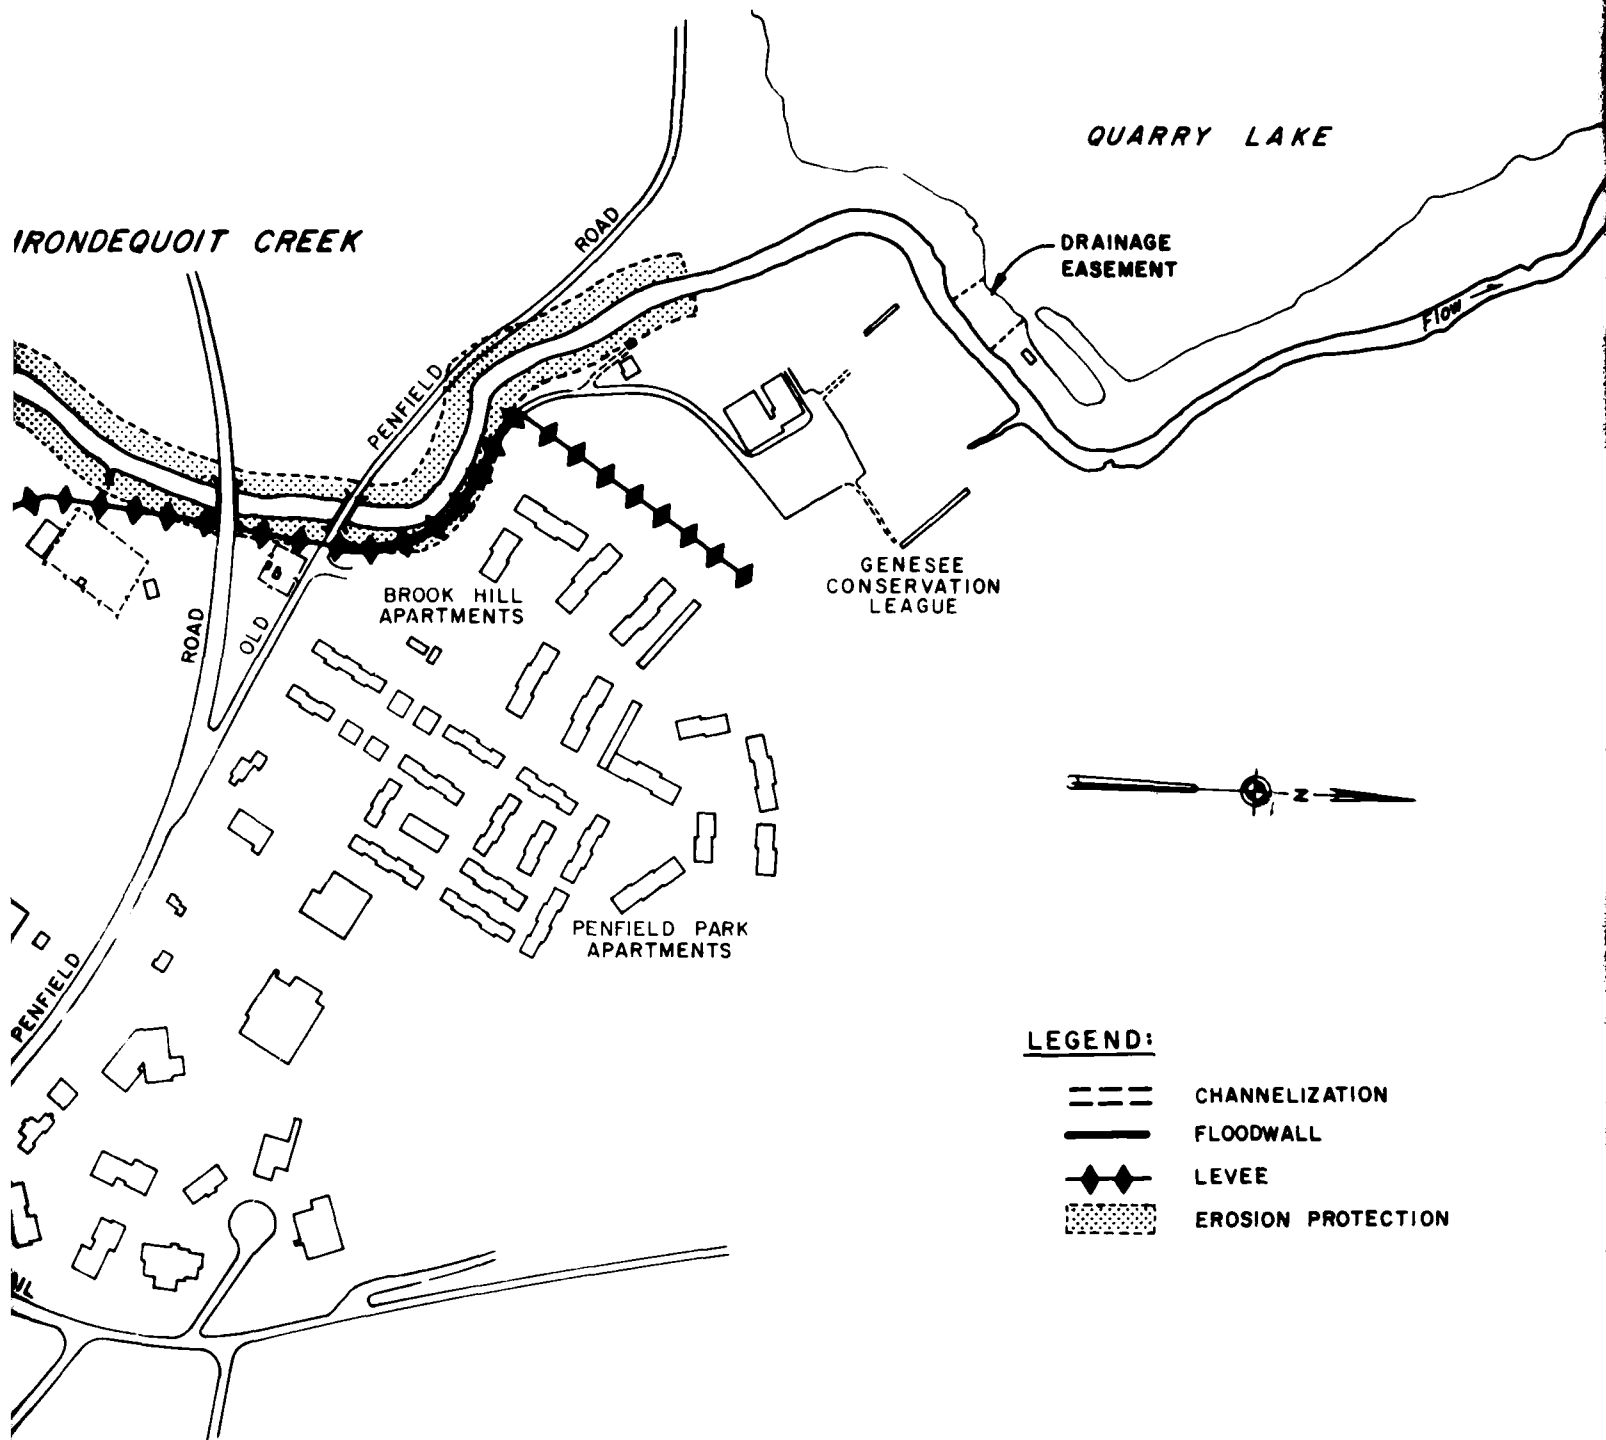 QUARRY LAKE
IRONDEQUOIT CREEK
ROAD
DRAINAGE
EASEMENT
Flow
PENFIELD
GENESEE
CONSERVATION
LEAGUE
BROOK HILL
APARTMENTS
ROAD
OLD
Z
PENFIELD PARK
APARTMENTS
PENFIELD
LEGEND:
CHANNELIZATION
FLOODWALL
LEVEE
EROSION PROTECTION